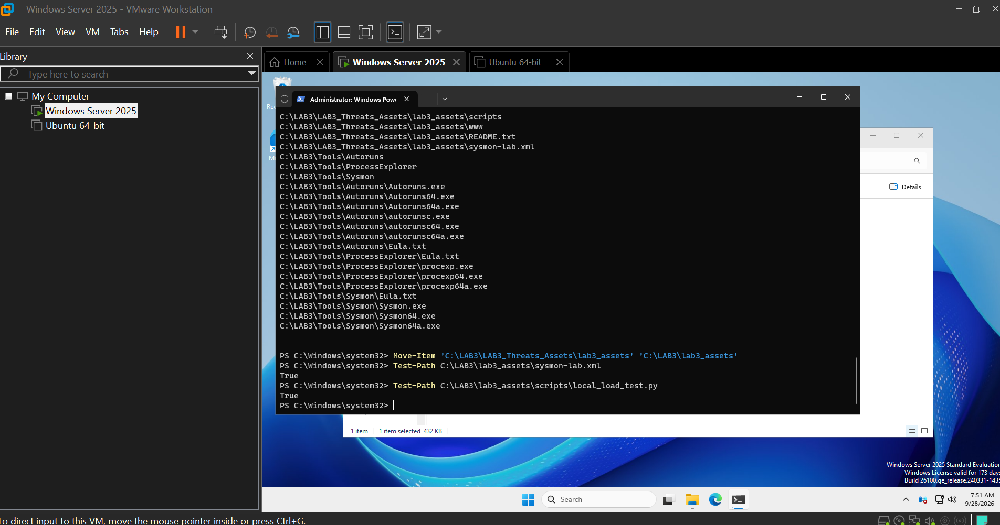 Windows Server 2025 - VMware Workstation
File Edit View VM Tabs Help
Library
Type here to search
My Computer
Windows Server 2025
Ubuntu 64-bit
Home
Windows Server 2025
Ubuntu 64-bit
Administrator: Windows Powe
C:\LAB3\LAB3_Threats_Assets\lab3_assets\scripts
C:\LAB3\LAB3_Threats_Assets\lab3_assets\www
C:\LAB3\LAB3_Threats_Assets\lab3_assets\README.txt
C:\LAB3\LAB3_Threats_Assets\lab3_assets\sysmon-lab.xml
C:\LAB3\Tools\Autoruns
C:\LAB3\Tools\ProcessExplorer
C:\LAB3\Tools\Sysmon
C:\LAB3\Tools\Autoruns\Autoruns.exe
C:\LAB3\Tools\Autoruns\Autoruns64.exe
C:\LAB3\Tools\Autoruns\Autoruns64a.exe
C:\LAB3\Tools\Autoruns\autorunsc.exe
C:\LAB3\Tools\Autoruns\autorunsc64.exe
C:\LAB3\Tools\Autoruns\autorunsc64a.exe
C:\LAB3\Tools\Autoruns\Eula.txt
C:\LAB3\Tools\ProcessExplorer\Eula.txt
C:\LAB3\Tools\ProcessExplorer\procexp.exe
C:\LAB3\Tools\ProcessExplorer\procexp64.exe
C:\LAB3\Tools\ProcessExplorer\procexp64a.exe
C:\LAB3\Tools\Sysmon\Eula.txt
C:\LAB3\Tools\Sysmon\Sysmon.exe
C:\LAB3\Tools\Sysmon\Sysmon64.exe
C:\LAB3\Tools\Sysmon\Sysmon64a.exe
PS C:\Windows\system32> Move-Item 'C:\LAB3\LAB3_Threats_Assets\lab3_assets' 'C:\LAB3\lab3_assets'
PS C:\Windows\system32> Test-Path C:\LAB3\lab3_assets\sysmon-lab.xml
True
PS C:\Windows\system32> Test-Path C:\LAB3\lab3_assets\scripts\local_load_test.py
True
PS C:\Windows\system32>
Rec
Mi
Details
1 item 1 item selected 432 KB
Windows Server 2025 Standard Evaluation
Windows License valid for 173 days
Build 26100.ge_release.240331-1435
Search
7:51 AM
9/28/2026
To direct input to this VM, move the mouse pointer inside or press Ctrl+G.